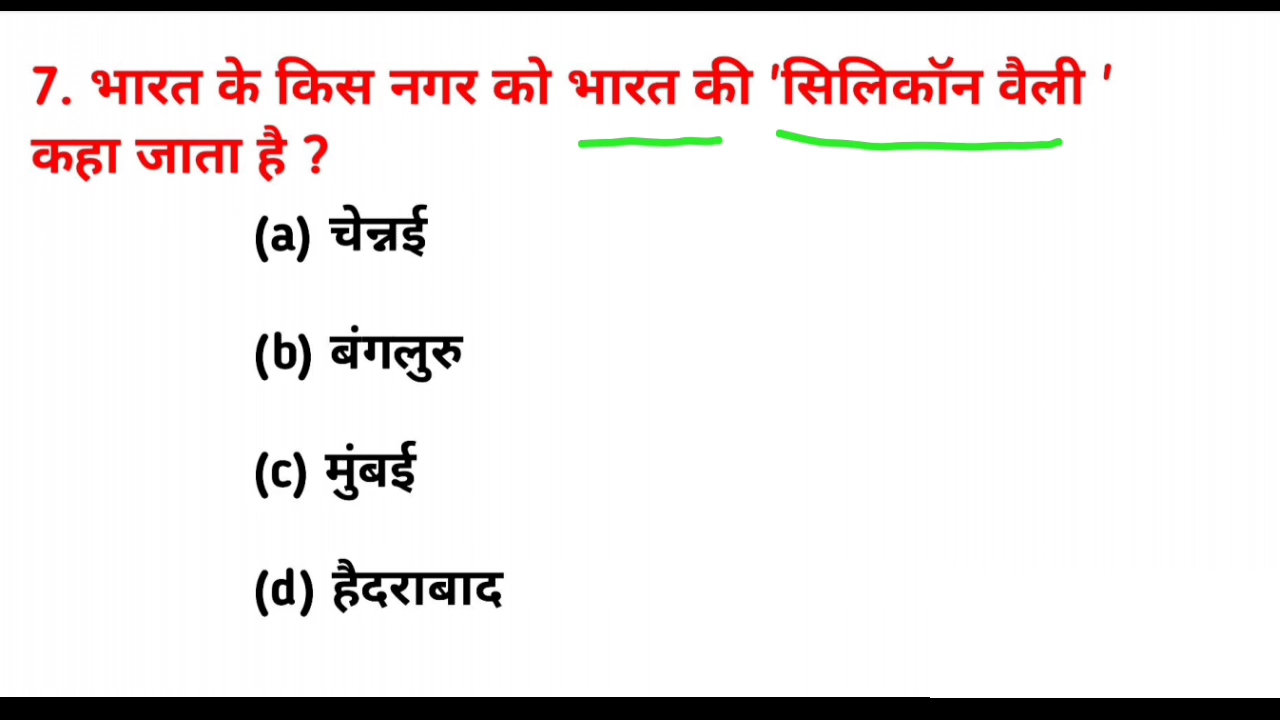 7. भारत के किस नगर को भारत की 'सिलिकॉन वैली '
कहा जाता है ?
(a) चेन्नई
(b) बंगलुरु
(c) मुंबई
(d) हैदराबाद